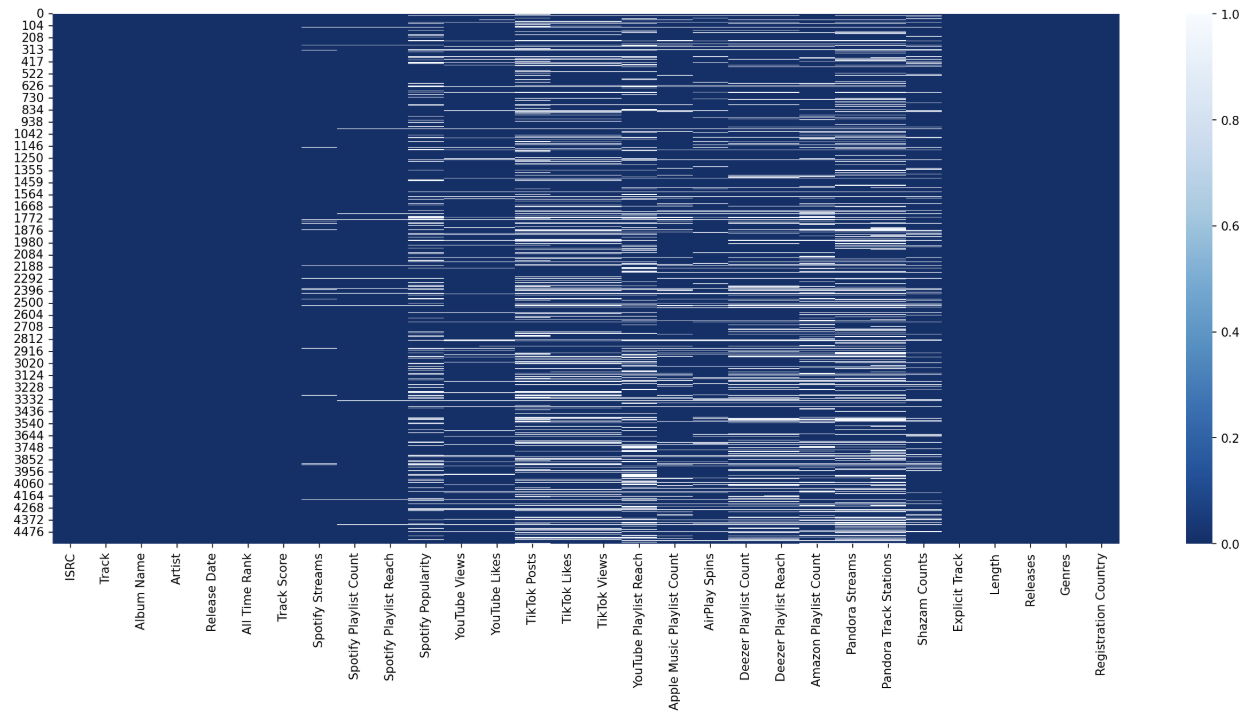 0
104
208
313
417
522
626
730
834
938
1042
1146
1250
1355
1459
1564
1668
1772
1876
1980
2084
2188
2292
2396
2500
2604
2708
2812
2916
3020
3124
3228
3332
3436
3540
3644
3748
3852
3956
4060
4164
4268
4372
4476
ISRC
Track
Album Name
Artist
Release Date
All Time Rank
Track Score
Spotify Streams
Spotify Playlist Count
Spotify Playlist Reach
Spotify Popularity
YouTube Views
YouTube Likes
TikTok Posts
TikTok Likes
TikTok Views
YouTube Playlist Reach
Apple Music Playlist Count
AirPlay Spins
Deezer Playlist Count
Deezer Playlist Reach
Amazon Playlist Count
Pandora Streams
Pandora Track Stations
Shazam Counts
Explicit Track
Length
Releases
Genres
Registration Country
1.0
0.8
0.6
0.4
0.2
0.0